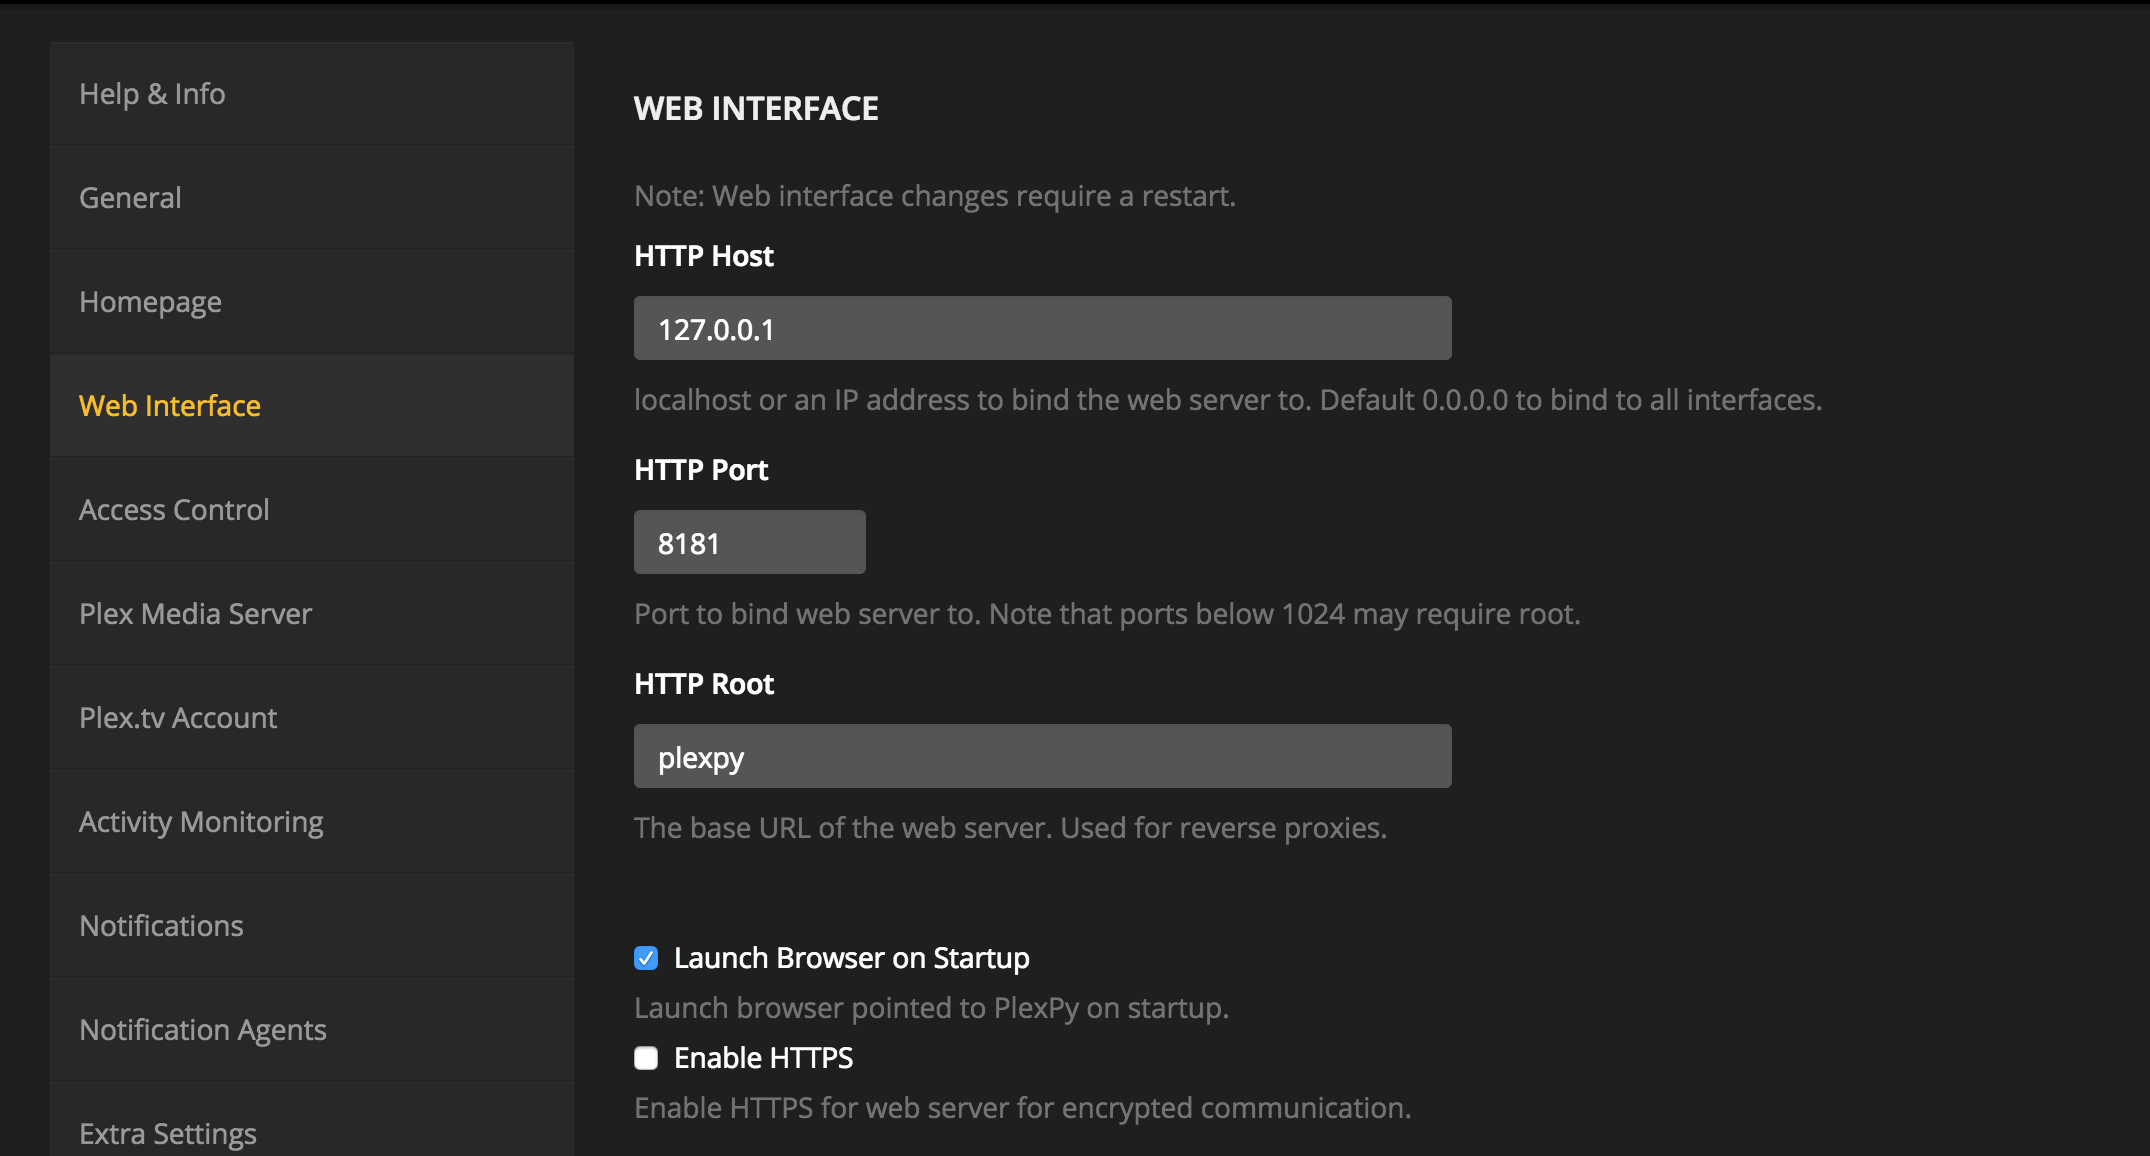 Help & Info
General
Homepage
Web Interface
Access Control
Plex Media Server
Plex.tv Account
Activity Monitoring
Notifications
Notification Agents
Extra Settings
WEB INTERFACE
Note: Web interface changes require a restart.
HTTP Host
127.0.0.1
localhost or an IP address to bind the web server to. Default 0.0.0.0 to bind to all interfaces.
HTTP Port
8181
Port to bind web server to. Note that ports below 1024 may require root.
HTTP Root
plexpy
The base URL of the web server. Used for reverse proxies.
Launch Browser on Startup
Launch browser pointed to PlexPy on startup.
Enable HTTPS
Enable HTTPS for web server for encrypted communication.